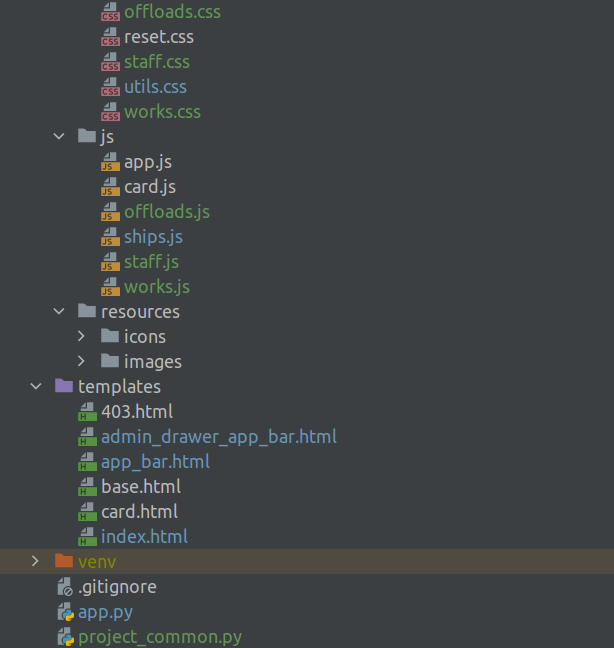 offloads.css
reset.css
staff.css
utils.css
works.css
js
app.js
card.js
offloads.js
ships.js
staff.js
works.js
resources
icons
images
templates
403.html
admin_drawer_app_bar.html
app_bar.html
base.html
card.html
index.html
venv
.gitignore
app.py
project_common.py